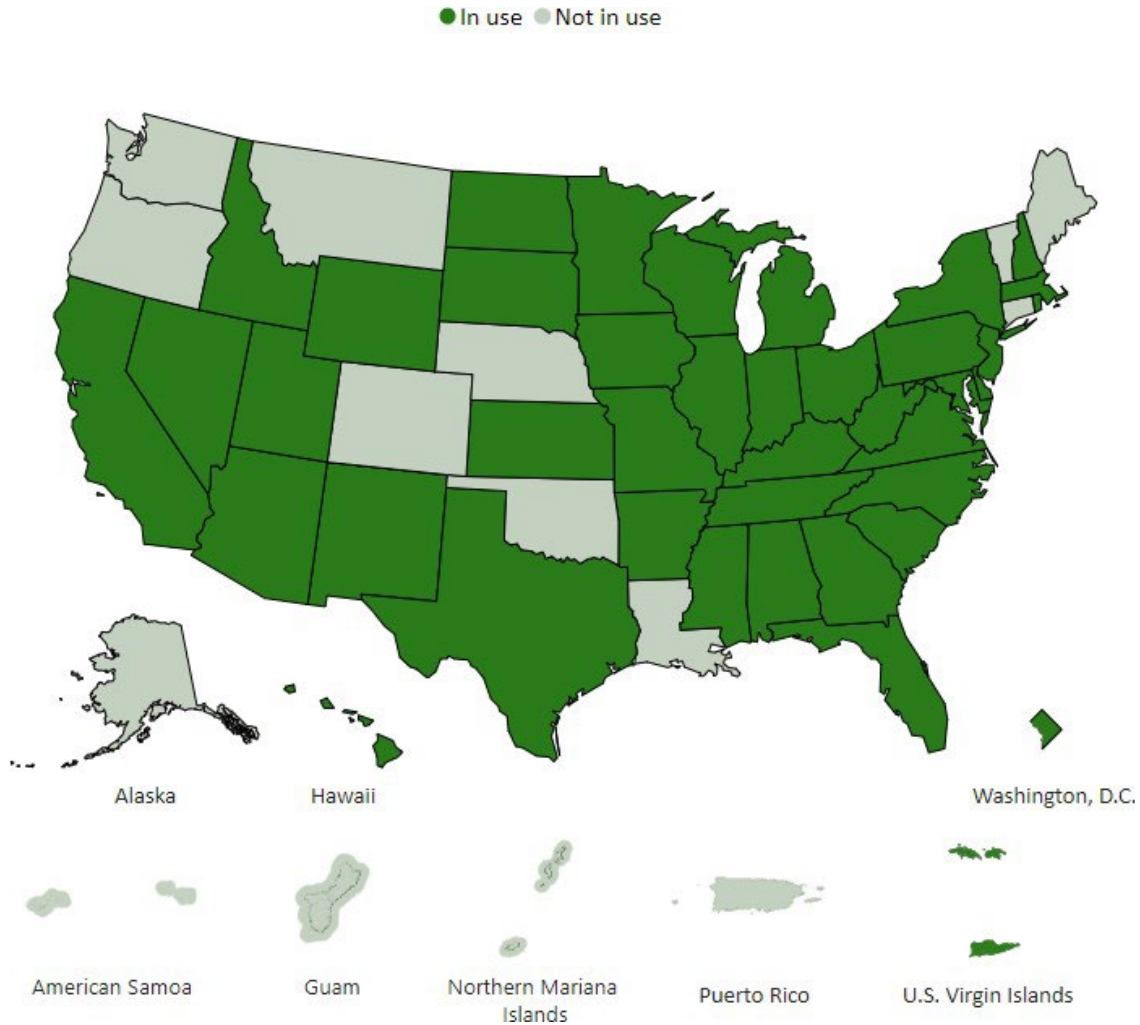 In use Not in use
Alaska
Hawaii
Washington, D.C.
American Samoa
Guam
Northern Mariana
Islands
Puerto Rico
U.S. Virgin Islands